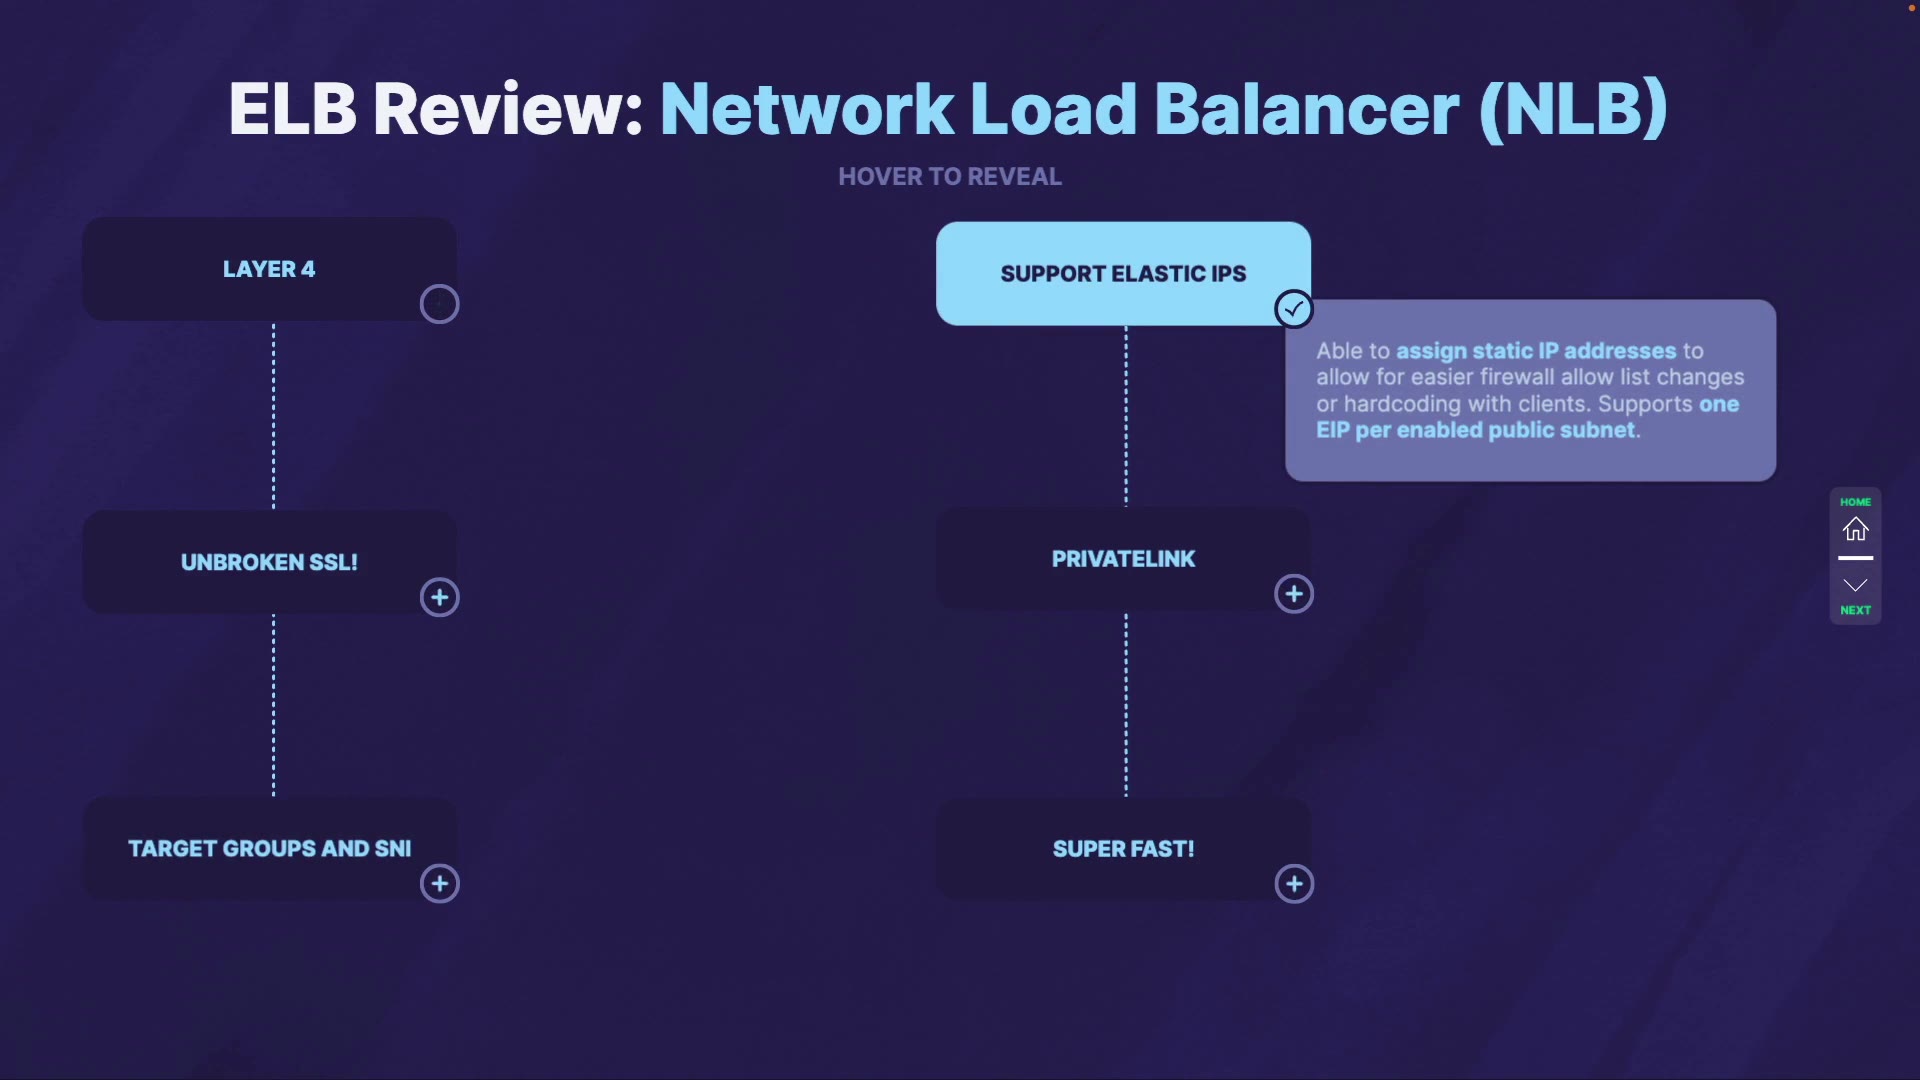 ELB Review: Network Load Balancer (NLB)
HOVER TO REVEAL
LAYER 4
SUPPORT ELASTIC IPS
Able to assign static IP addresses to
allow for easier firewall allow list changes
or hardcoding with clients. Supports one
EIP per enabled public subnet.
HOME
NEXT
UNBROKEN SSL!
PRIVATELINK
TARGET GROUPS AND SNI
SUPER FAST!